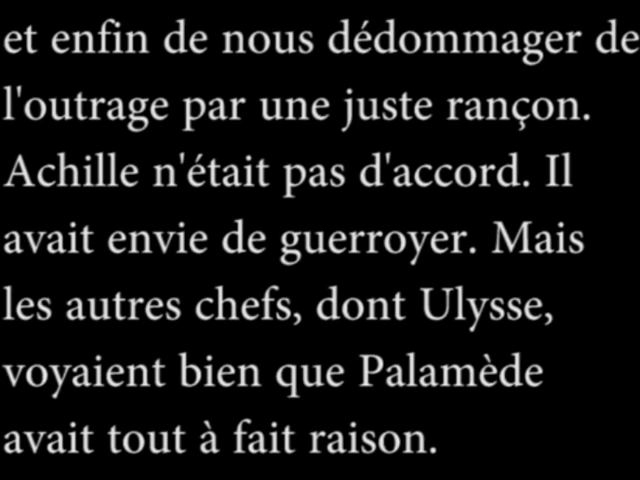 et enfin de nous dédommager de
l'outrage par une juste rançon.
Achille n'était pas d'accord. Il
avait envie de guerroyer. Mais
les autres chefs, dont Ulysse,
voyaient bien que Palamède
avait tout à fait raison.